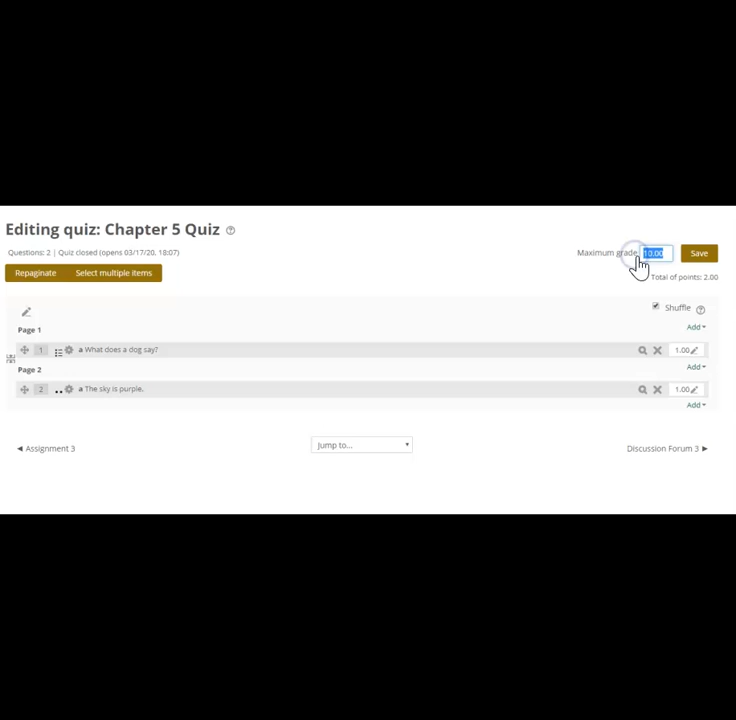 Editing quiz: Chapter 5 Quiz
Questions: 2 | Quiz closed (opens 03/17/20, 18:07)
Maximum grade 10.00 Save
Repaginate Select multiple items
Total of points: 2.00
Shuffle
Page 1
Add
1 a What does a dog say? 1.00
Page 2
Add
2 a The sky is purple. 1.00
Add
◄ Assignment 3 Jump to... Discussion Forum 3 ►